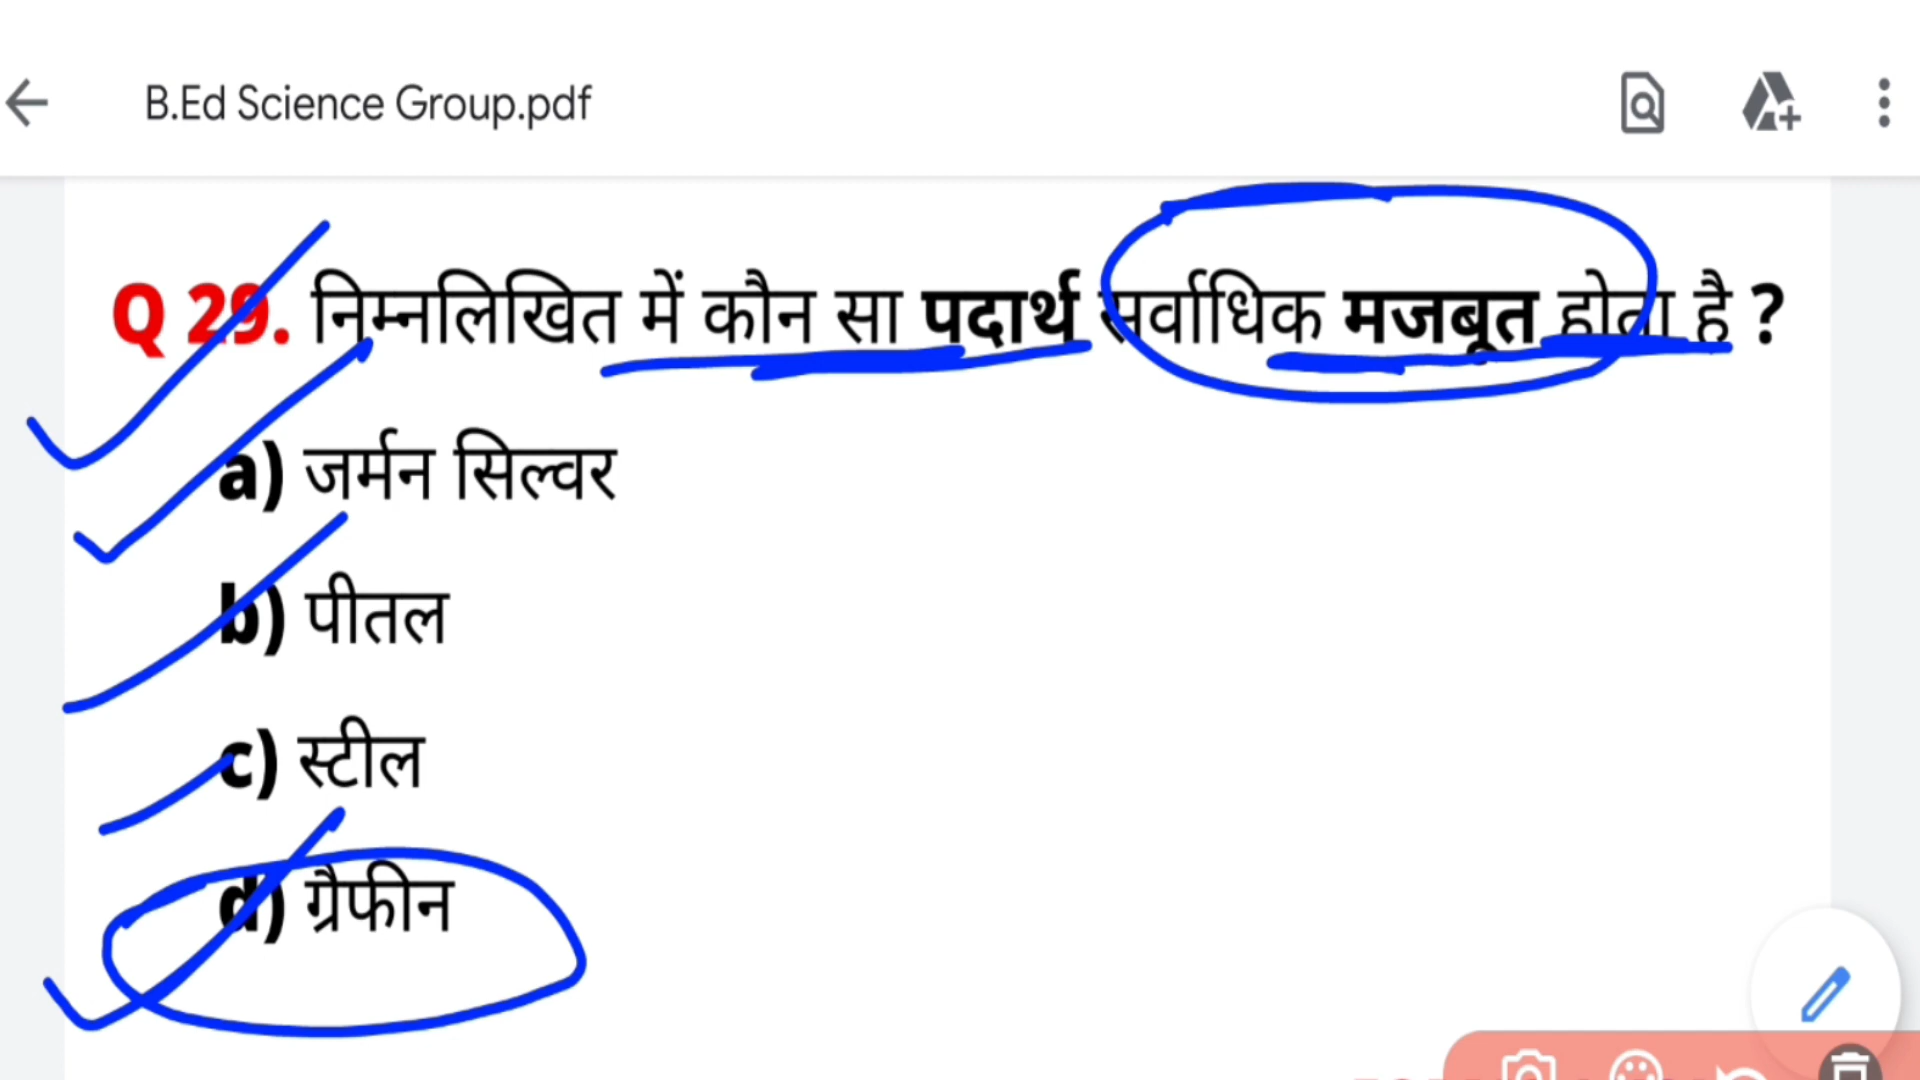 B.Ed Science Group.pdf
Q 29. निम्नलिखित में कौन सा पदार्थ सर्वाधिक मजबूत होता है ?
a) जर्मन सिल्वर
b) पीतल
c) स्टील
d) ग्रैफीन